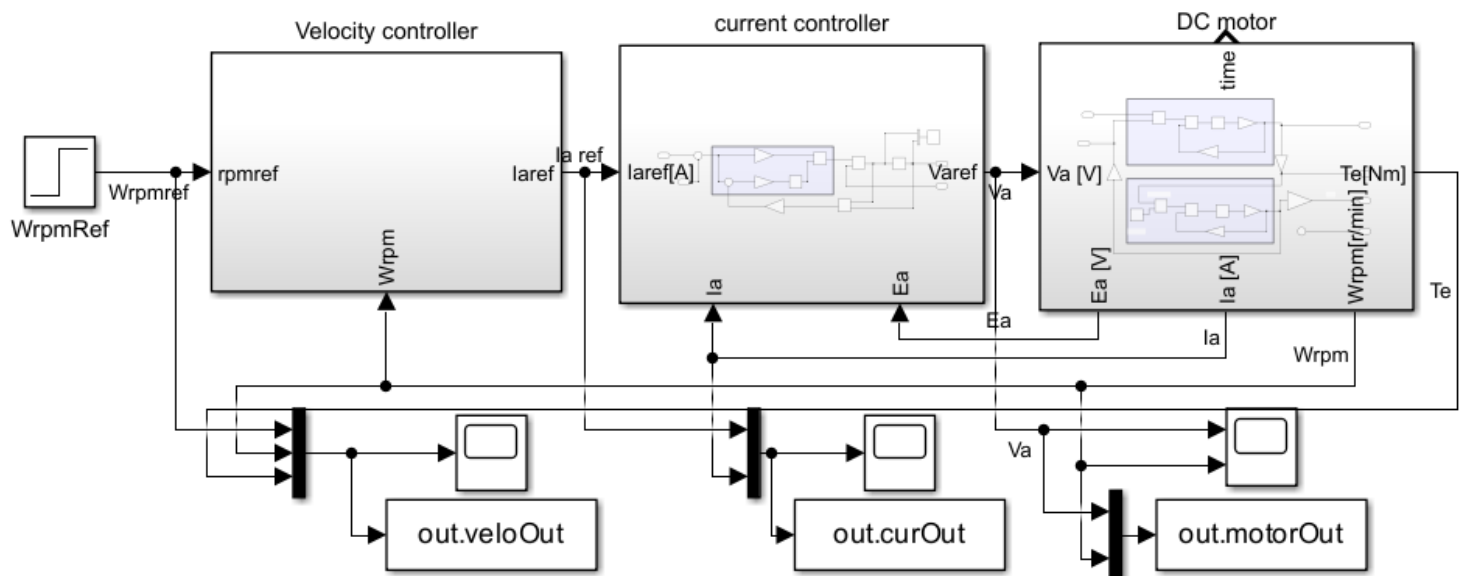 Velocity controller
current controller
DC motor
time
rpmref
Iaref
Wrpm
Ia ref
Iaref[A]
Varef
Ia
Ea
Va [V]
Te[Nm]
Ea [V]
Ia [A]
Wrpm[r/min]
Wrpmref
WrpmRef
Va
Te
Ea
Ia
Wrpm
Va
out.veloOut
out.curOut
out.motorOut